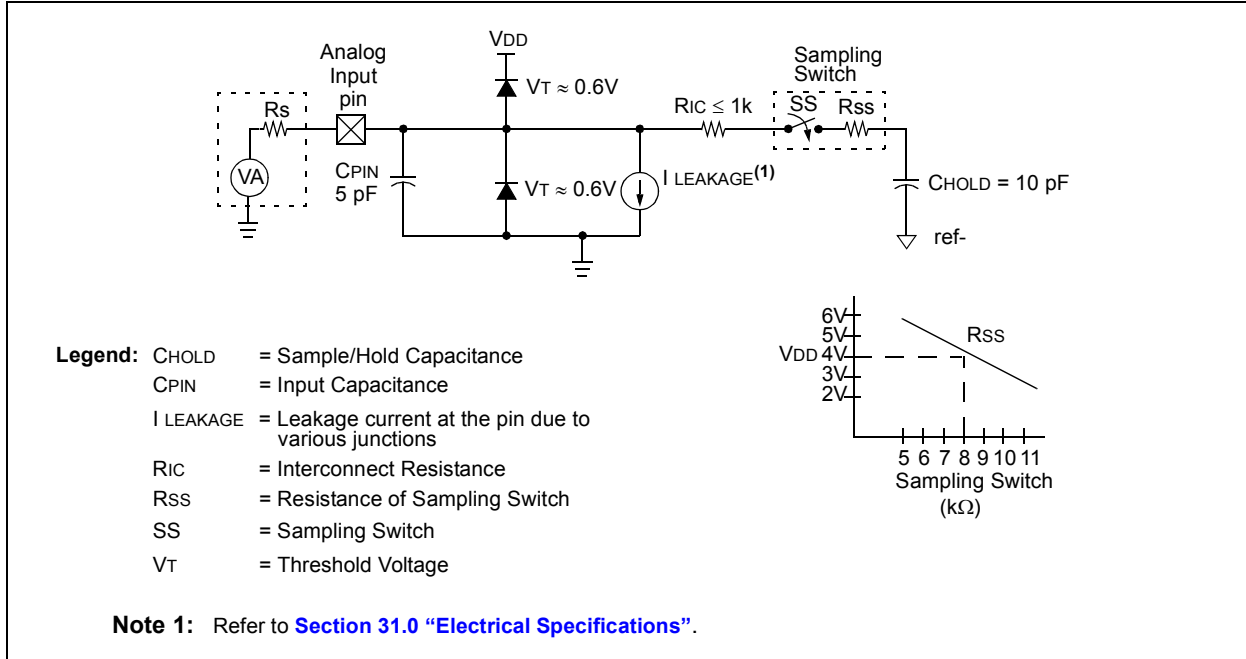 VDD
Analog
Input
pin
Sampling
Switch
VT ≈ 0.6V
RIC ≤ 1k
SS
Rss
Rs
VA
CPIN
5 pF
VT ≈ 0.6V
I LEAKAGE(1)
CHOLD = 10 pF
ref-
6V
5V
VDD 4V
3V
2V
RSS
5 6 7 8 9 10 11
Sampling Switch
(kΩ)
Legend: CHOLD = Sample/Hold Capacitance
CPIN = Input Capacitance
I LEAKAGE = Leakage current at the pin due to
various junctions
RIC = Interconnect Resistance
RSS = Resistance of Sampling Switch
SS = Sampling Switch
VT = Threshold Voltage
Note 1: Refer to Section 31.0 “Electrical Specifications”.